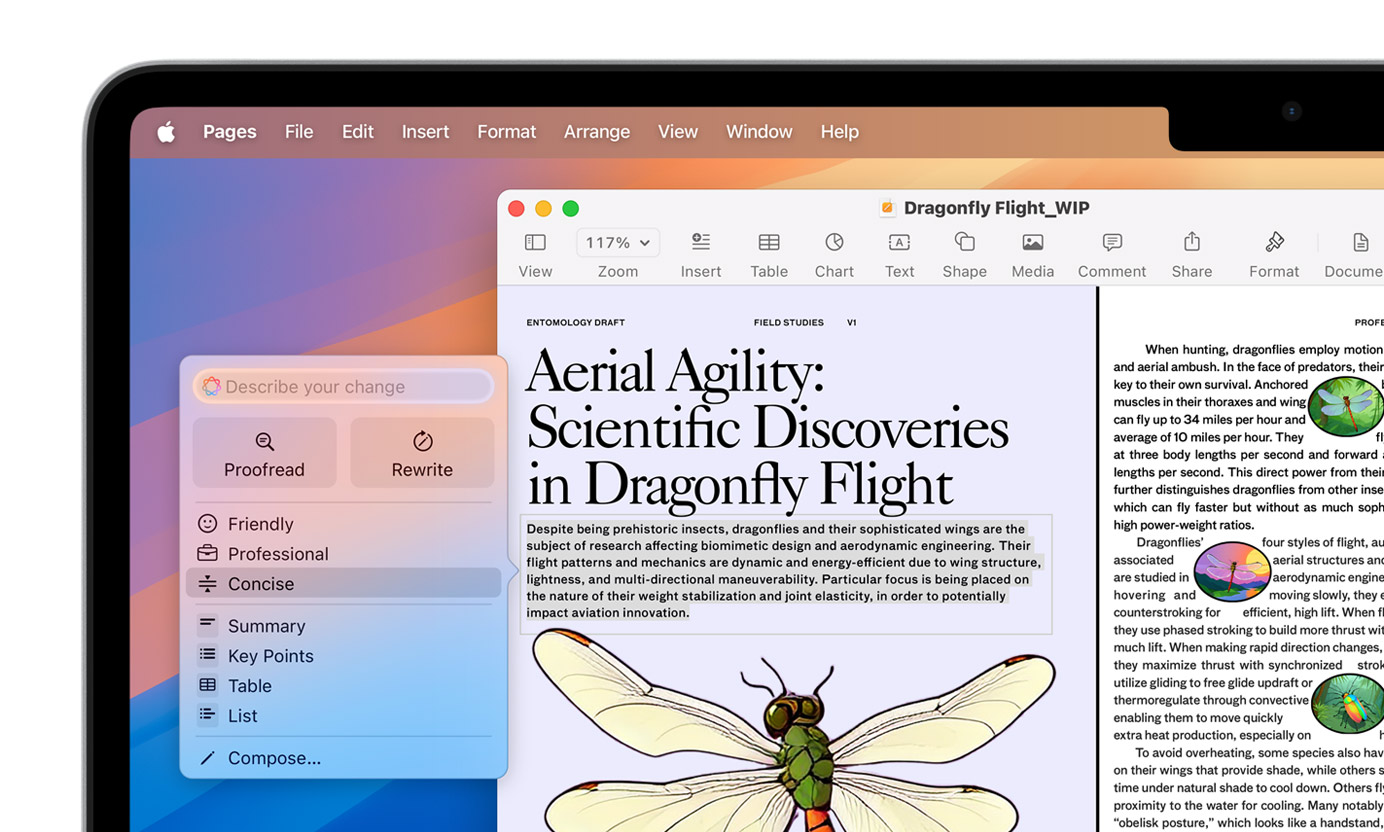 Pages File Edit Insert Format Arrange View Window Help
Dragonfly Flight_WIP
117%
View Zoom Insert Table Chart Text Shape Media Comment Share Format
Describe your change
Proofread Rewrite
Friendly
Professional
Concise
Summary
Key Points
Table
List
Compose...
ENTOMOLOGY DRAFT FIELD STUDIES V1
Aerial Agility:
Scientific Discoveries
in Dragonfly Flight
Despite being prehistoric insects, dragonflies and their sophisticated wings are the
subject of research affecting biomimetic design and aerodynamic engineering. Their
flight patterns and mechanics are dynamic and energy-efficient due to wing structure,
lightness, and multi-directional maneuverability. Particular focus is being placed on
the nature of their weight stabilization and joint elasticity, in order to potentially
impact aviation innovation.
When hunting, dragonflies employ motion
and aerial ambush. In the face of predators, their
key to their own survival. Anchored
muscles in their thoraxes and wing
can fly up to 34 miles per hour and
average of 10 miles per hour. They
at three body lengths per second and forward
lengths per second. This direct power from their
further distinguishes dragonflies from other
which can fly faster but without as much
high power-weight ratios.
Dragonflies' four styles of flight,
associated aerial structures
are studied in aerodynamic
hovering and moving slowly, they
counterstroking for efficient, high lift. When
they use phased stroking to build more thrust
much lift. When making rapid direction changes,
they maximize thrust with synchronized
utilize gliding to free glide updraft or
thermoregulate through convective
enabling them to move quickly
extra heat production, especially on
To avoid overheating, some species also
on their wings that provide shade, while others
time under natural shade to cool down. Others
proximity to the water for cooling. Many notably
“obelisk posture,” which looks like a handstand,